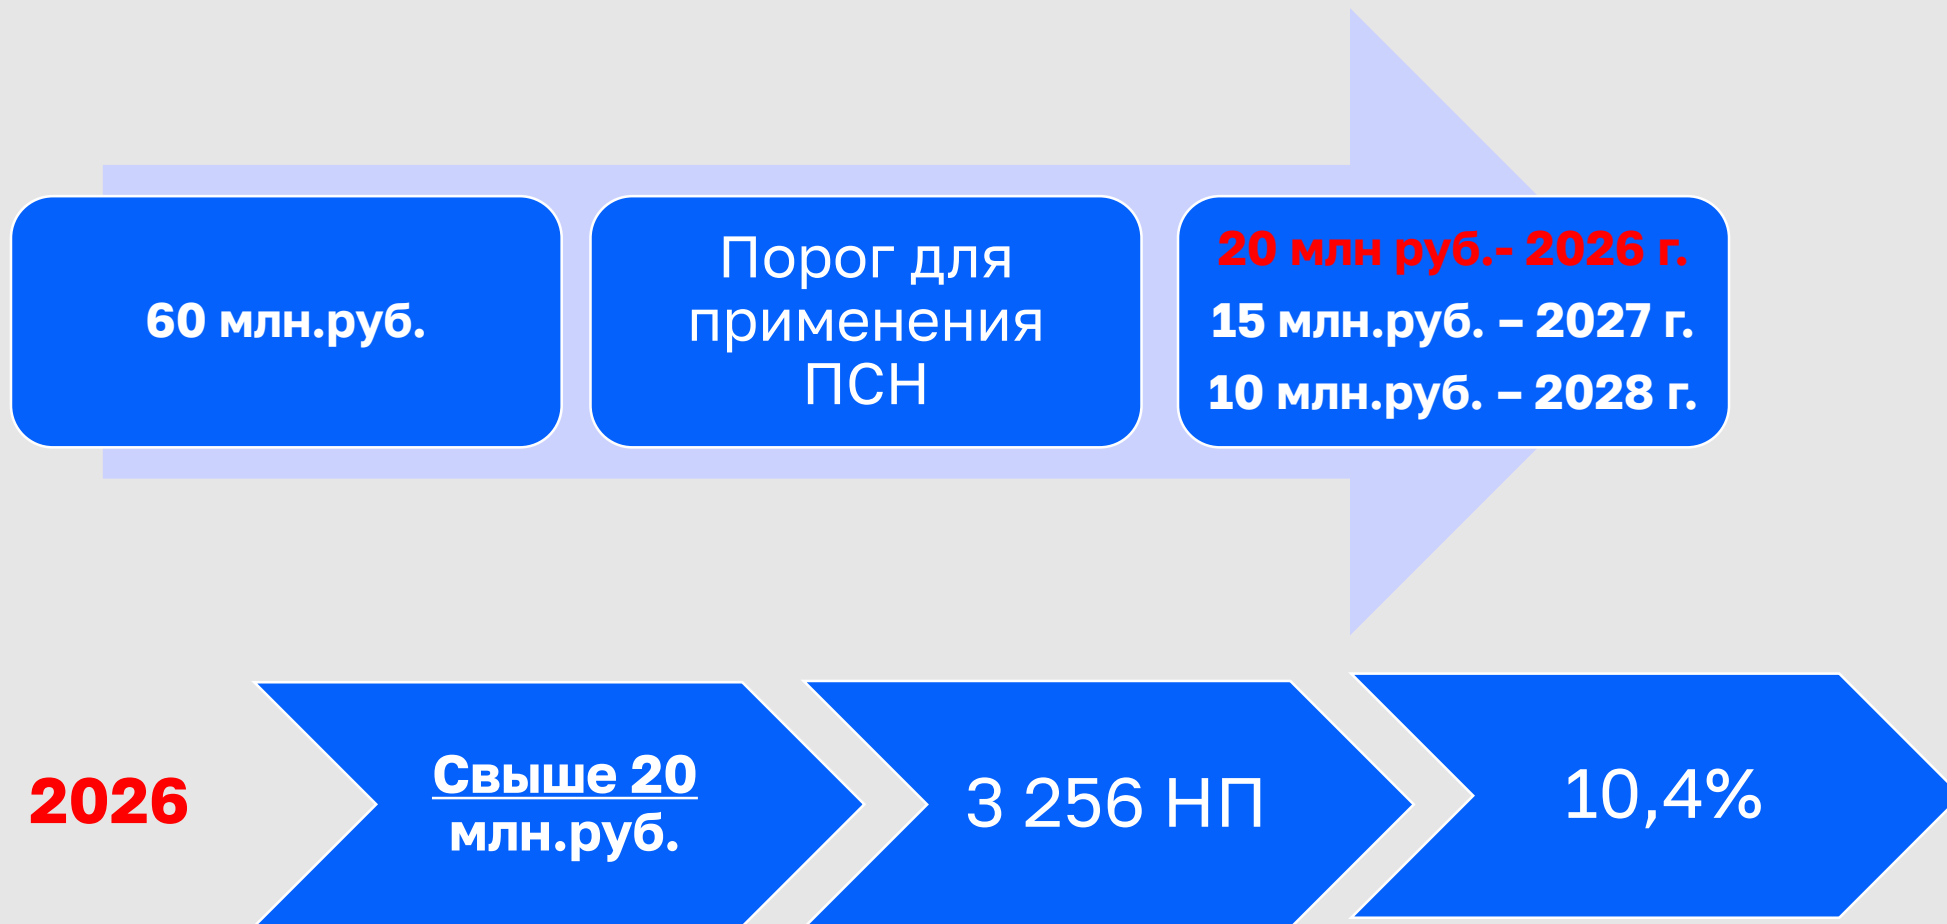 60 млн.руб.
Порог для
применения
ПСН
20 млн руб.- 2026 г.
15 млн.руб. – 2027 г.
10 млн.руб. – 2028 г.
2026
Свыше 20
млн.руб.
3 256 НП
10,4%